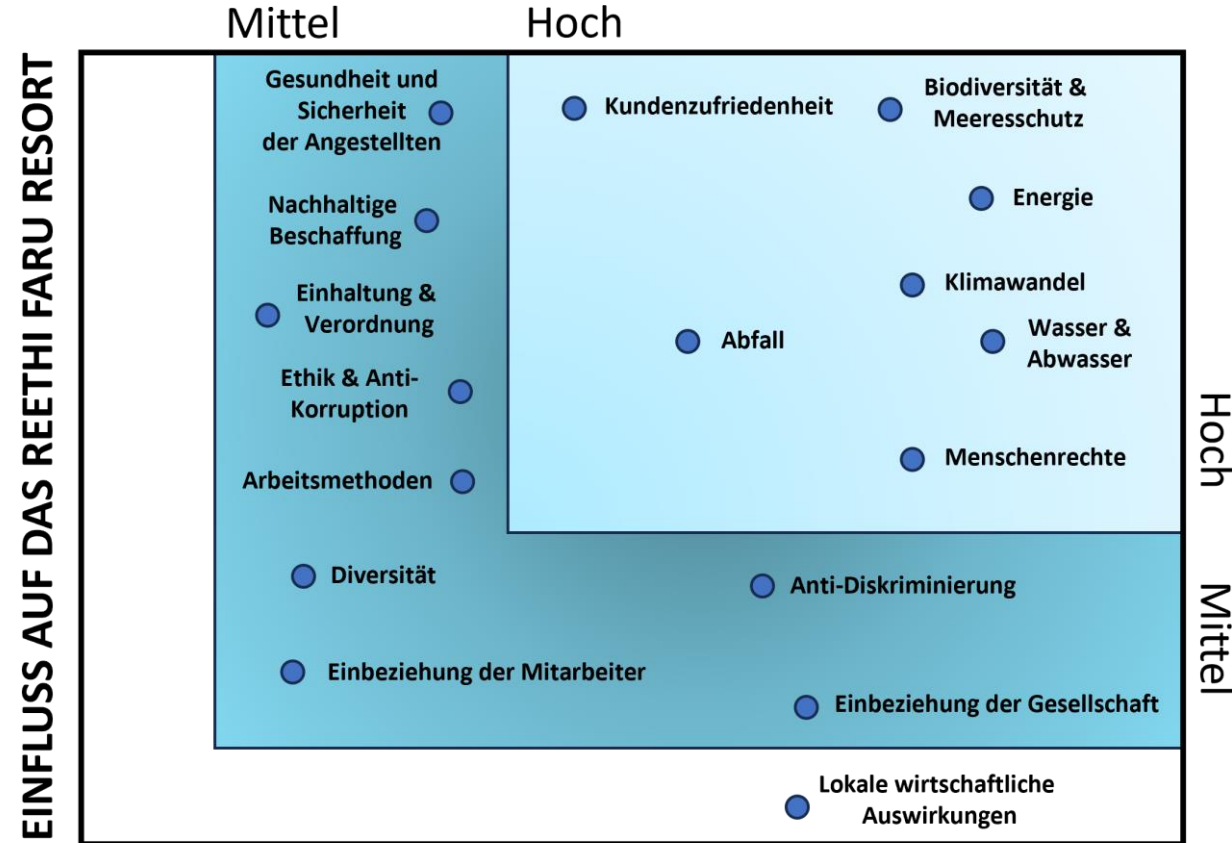 Mittel
Hoch
EINFLUSS AUF DAS REETHI FARU RESORT
Gesundheit und
Sicherheit
der Angestellten
Kundenzufriedenheit
Biodiversität &
Meeresschutz
Nachhaltige
Beschaffung
Energie
Einhaltung &
Verordnung
Klimawandel
Abfall
Wasser &
Abwasser
Ethik & Anti-
Korruption
Hoch
Arbeitsmethoden
Menschenrechte
Diversität
Anti-Diskriminierung
Mittel
Einbeziehung der Mitarbeiter
Einbeziehung der Gesellschaft
Lokale wirtschaftliche
Auswirkungen